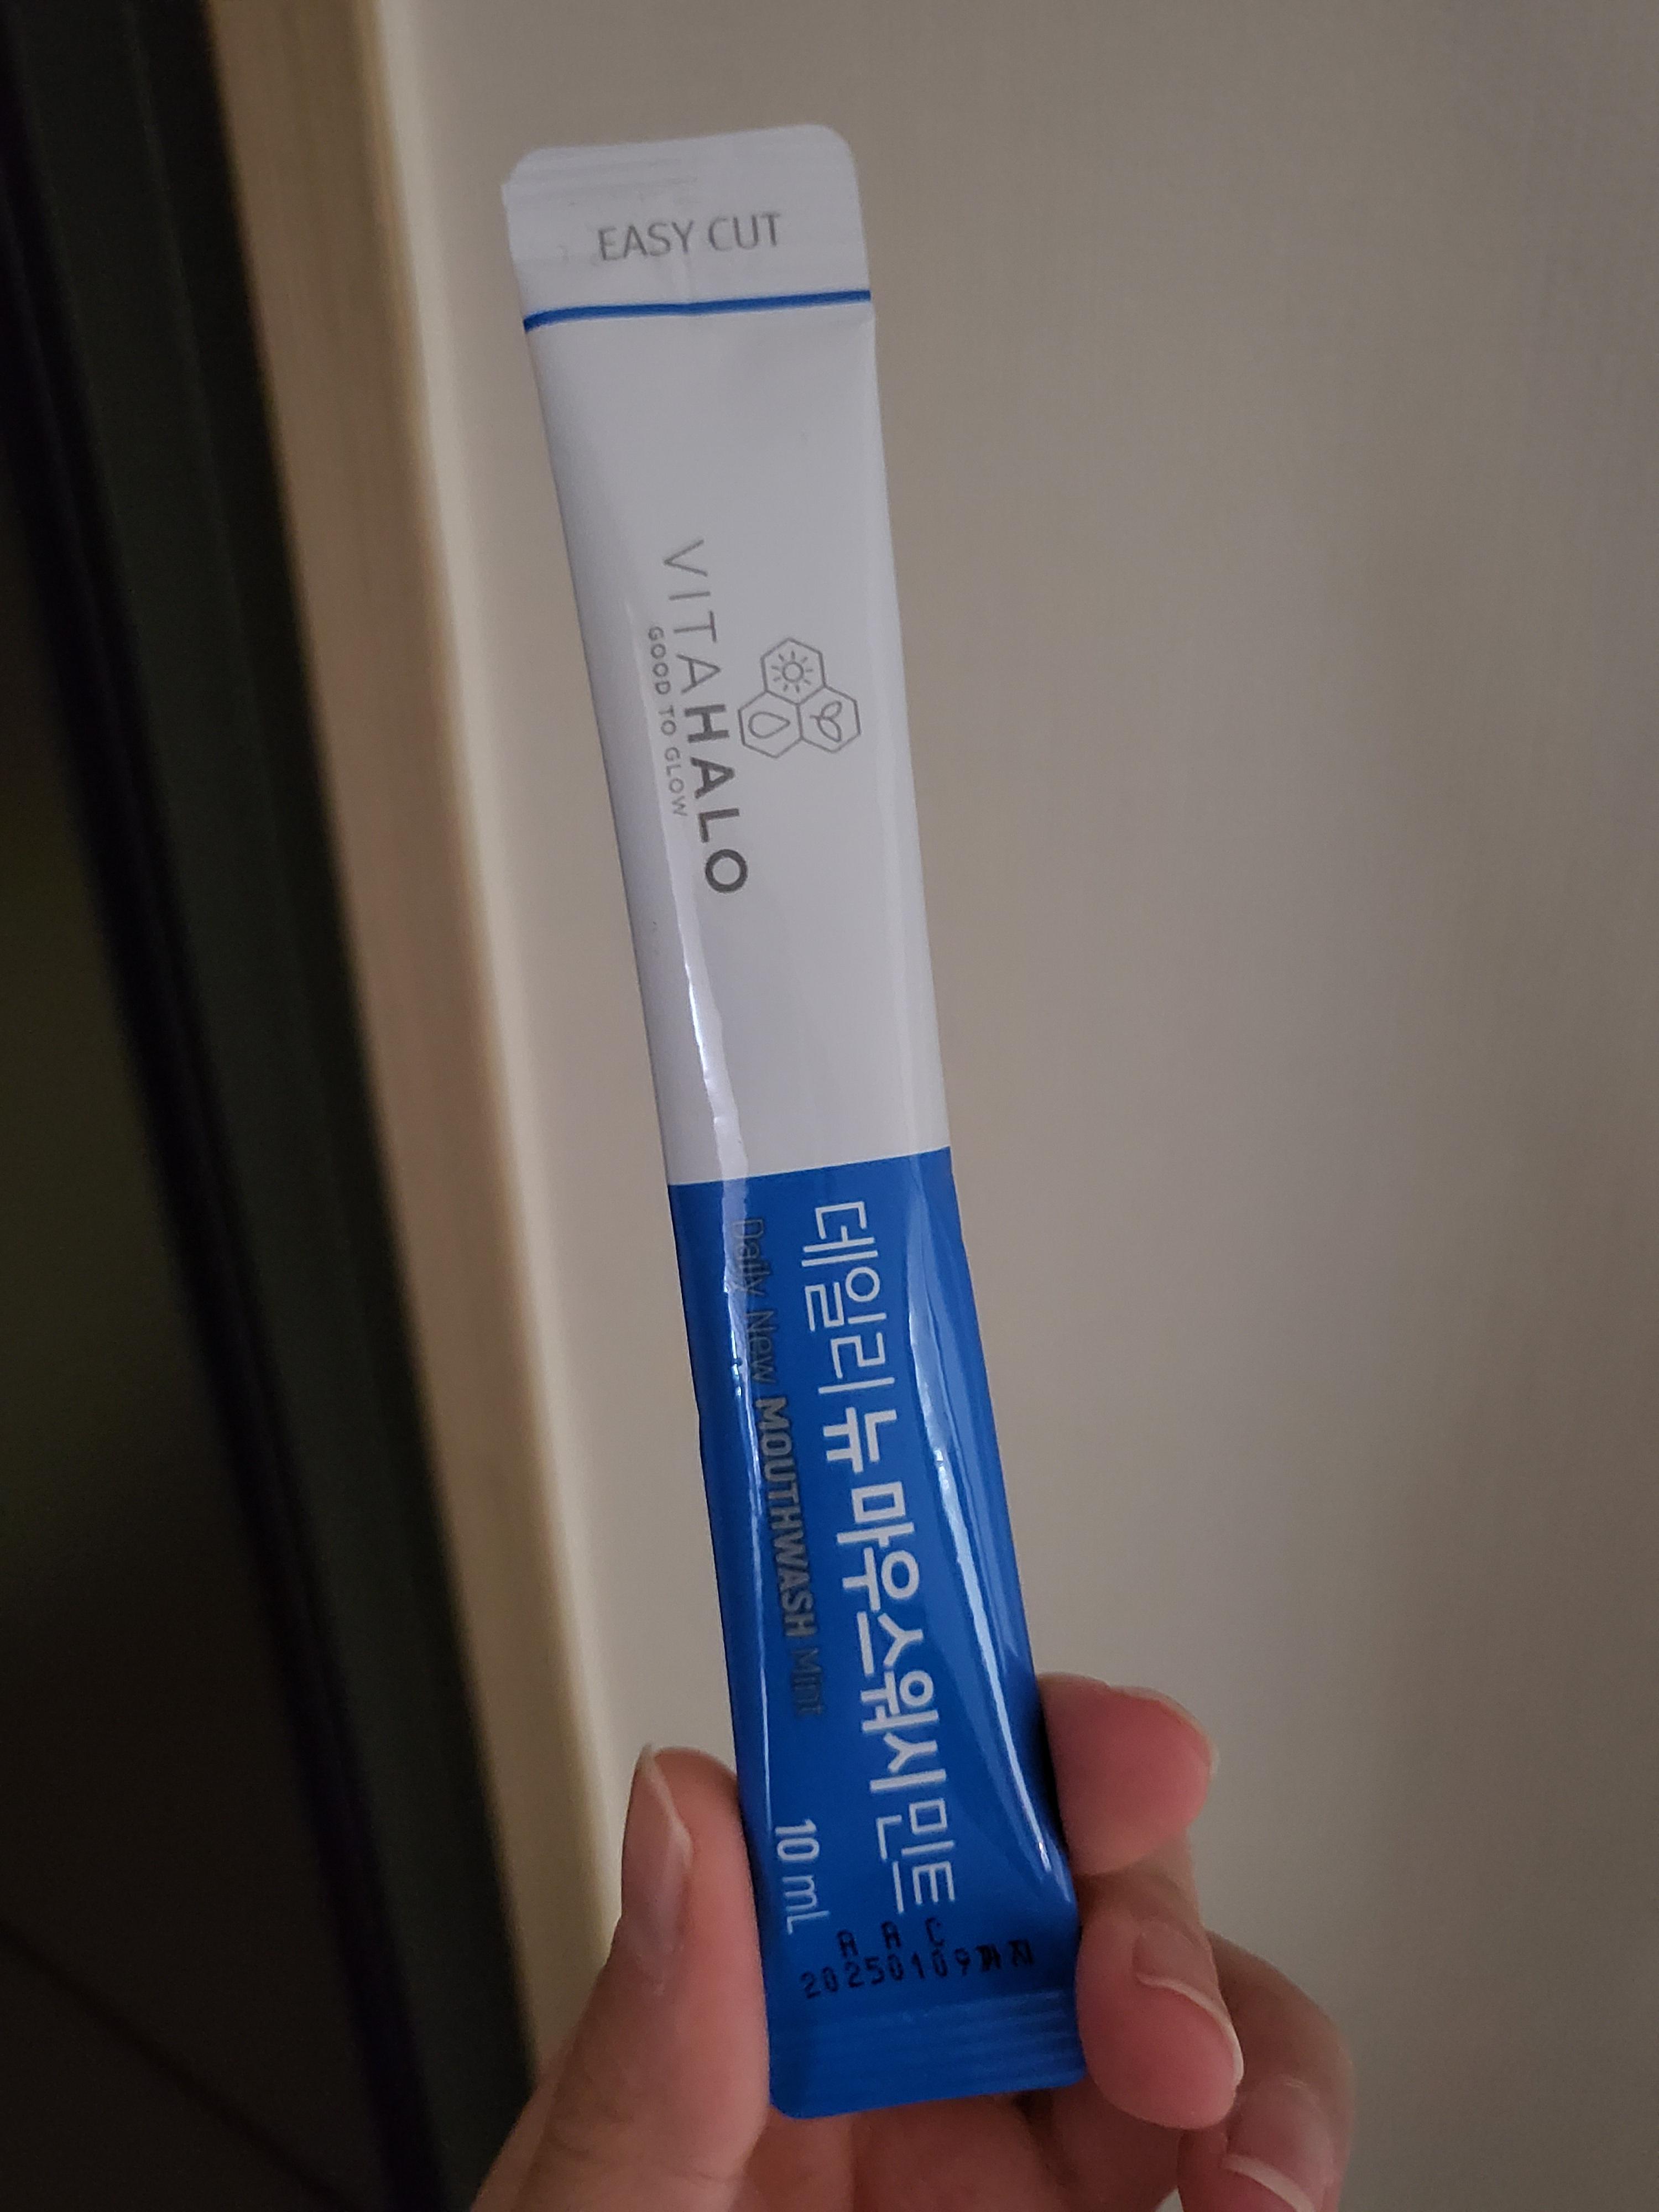 EASY CUT
VITAHALO
GOOD TO GLOW
데일리 뉴 마우스워시 미트
Daily New MOUTHWASH Mint
10 mL
A A C
20250109까지